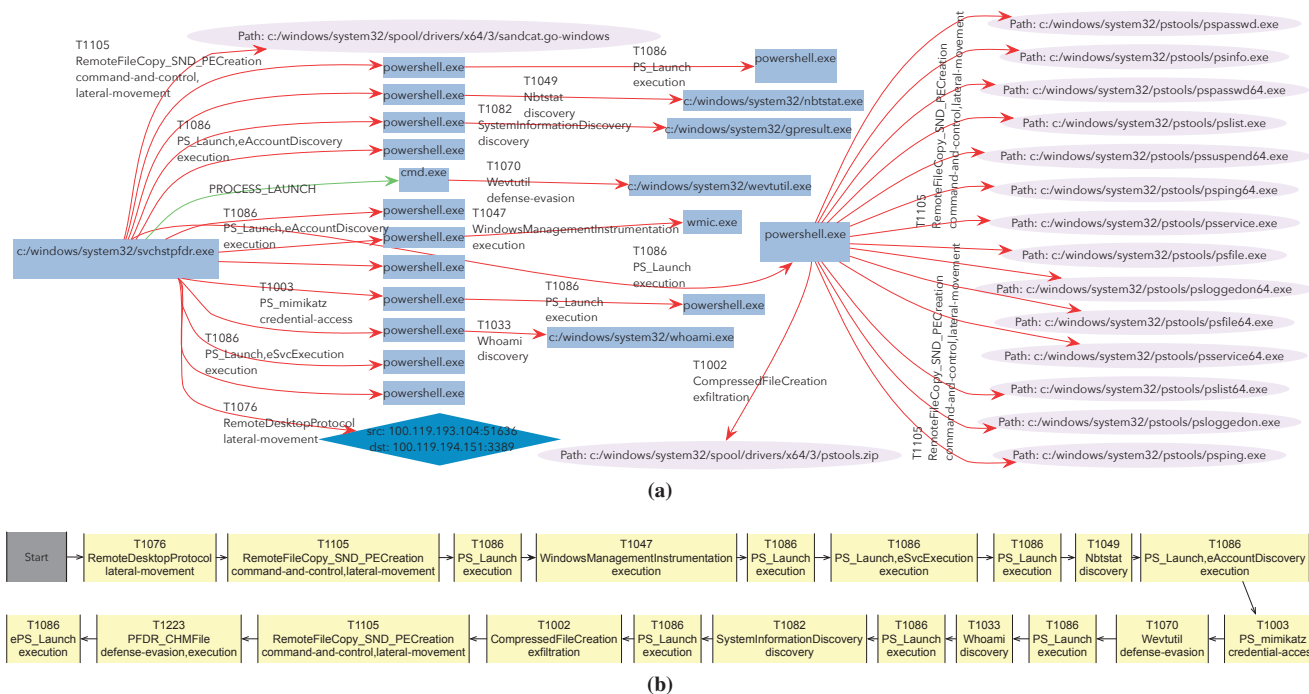 (a)
Path: c:/windows/system32/spool/drivers/x64/3/sandcat.go-windows
T1105
RemoteFileCopy_SND_PECreation
command-and-control,
lateral-movement
powershell.exe
T1086
PS_Launch
execution
powershell.exe
powershell.exe
T1049
Nbtstat
discovery
c:/windows/system32/nbtstat.exe
powershell.exe
T1082
SystemInformationDiscovery
discovery
c:/windows/system32/gpresult.exe
T1086
PS_Launch,eAccountDiscovery
execution
powershell.exe
PROCESS_LAUNCH
cmd.exe
T1070
Wevtutil
defense-evasion
c:/windows/system32/wevtutil.exe
T1086
PS_Launch,eAccountDiscovery
execution
powershell.exe
powershell.exe
T1047
WindowsManagementInstrumentation
execution
wmic.exe
c:/windows/system32/svchstpfdr.exe
powershell.exe
T1086
PS_Launch
execution
T1003
PS_mimikatz
credential-access
powershell.exe
T1086
PS_Launch
execution
powershell.exe
powershell.exe
T1033
Whoami
discovery
c:/windows/system32/whoami.exe
T1086
PS_Launch,eSvcExecution
execution
powershell.exe
powershell.exe
T1076
RemoteDesktopProtocol
lateral-movement
src: 100.119.193.104:51636
dst: 100.119.194.151:3389
powershell.exe
T1002
CompressedFileCreation
exfiltration
Path: c:/windows/system32/spool/drivers/x64/3/pstools.zip
T1105
RemoteFileCopy_SND_PECreation
command-and-control,lateral-movement
T1105
RemoteFileCopy_SND_PECreation
command-and-control,lateral-movement
Path: c:/windows/system32/pstools/pspasswd.exe
Path: c:/windows/system32/pstools/psinfo.exe
Path: c:/windows/system32/pstools/pspasswd64.exe
Path: c:/windows/system32/pstools/pslist.exe
Path: c:/windows/system32/pstools/pssuspend64.exe
Path: c:/windows/system32/pstools/psping64.exe
Path: c:/windows/system32/pstools/psservice.exe
Path: c:/windows/system32/pstools/psfile.exe
Path: c:/windows/system32/pstools/psloggedon64.exe
Path: c:/windows/system32/pstools/psfile64.exe
Path: c:/windows/system32/pstools/psservice64.exe
Path: c:/windows/system32/pstools/pslist64.exe
Path: c:/windows/system32/pstools/psloggedon.exe
Path: c:/windows/system32/pstools/psping.exe
(a)
Start
T1076
RemoteDesktopProtocol
lateral-movement
T1105
RemoteFileCopy_SND_PECreation
command-and-control,lateral-movement
T1086
PS_Launch
execution
T1047
WindowsManagementInstrumentation
execution
T1086
PS_Launch
execution
T1086
PS_Launch,eSvcExecution
execution
T1086
PS_Launch
execution
T1049
Nbtstat
discovery
T1086
PS_Launch,eAccountDiscovery
execution
T1086
ePS_Launch
execution
T1223
PFDR_CHMFile
defense-evasion,execution
T1105
RemoteFileCopy_SND_PECreation
command-and-control,lateral-movement
T1002
CompressedFileCreation
exfiltration
T1086
PS_Launch
execution
T1082
SystemInformationDiscovery
discovery
T1086
PS_Launch
execution
T1033
Whoami
discovery
T1086
PS_Launch
execution
T1070
Wevtutil
defense-evasion
T1003
PS_mimikatz
credential-acces
(b)